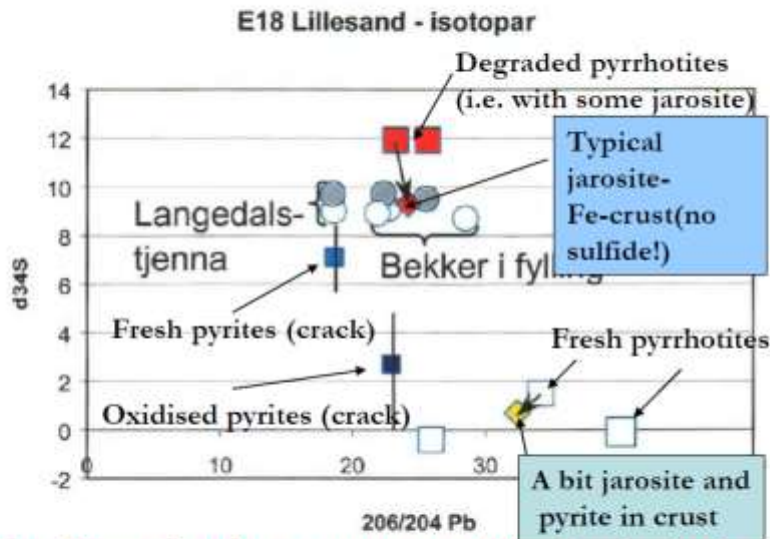 E18 Lillesand - isotopar
Degraded pyrrhotites
(i.e. with some jarosite)
Typical
jarosite-
Fe-crust(no
sulfide!)
Langedals-
tjenna
Bekker i fylling
Fresh pyrites (crack)
Fresh pyrrhotites
Oxidised pyrites (crack)
A bit jarosite and
pyrite in crust
d34S
14
12
10
8
6
4
2
0
-2
0
10
20
30
206/204 Pb